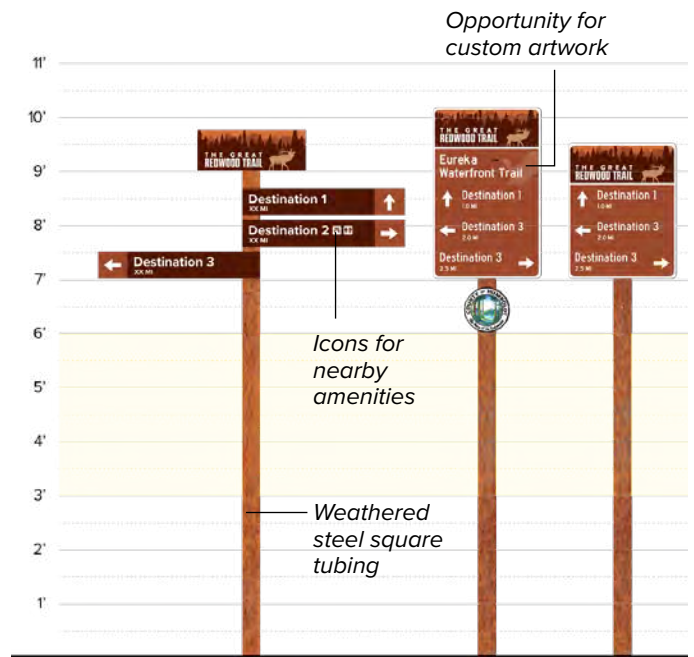 Opportunity for
custom artwork
11'
10'
9'
8'
7'
6'
5'
4'
3'
2'
1'
THE GREAT
REDWOOD TRAIL
Destination 1
XX MI
Destination 2
XX MI
Destination 3
XX MI
THE GREAT
REDWOOD TRAIL
Eureka
Waterfront Trail
Destination 1
1.0 MI
Destination 3
2.0 MI
Destination 3
2.5 MI
COUNTY OF HUMBOLDT
THE GREAT
REDWOOD TRAIL
Destination 1
1.0 MI
Destination 3
2.0 MI
Destination 3
2.5 MI
Icons for
nearby
amenities
Weathered
steel square
tubing